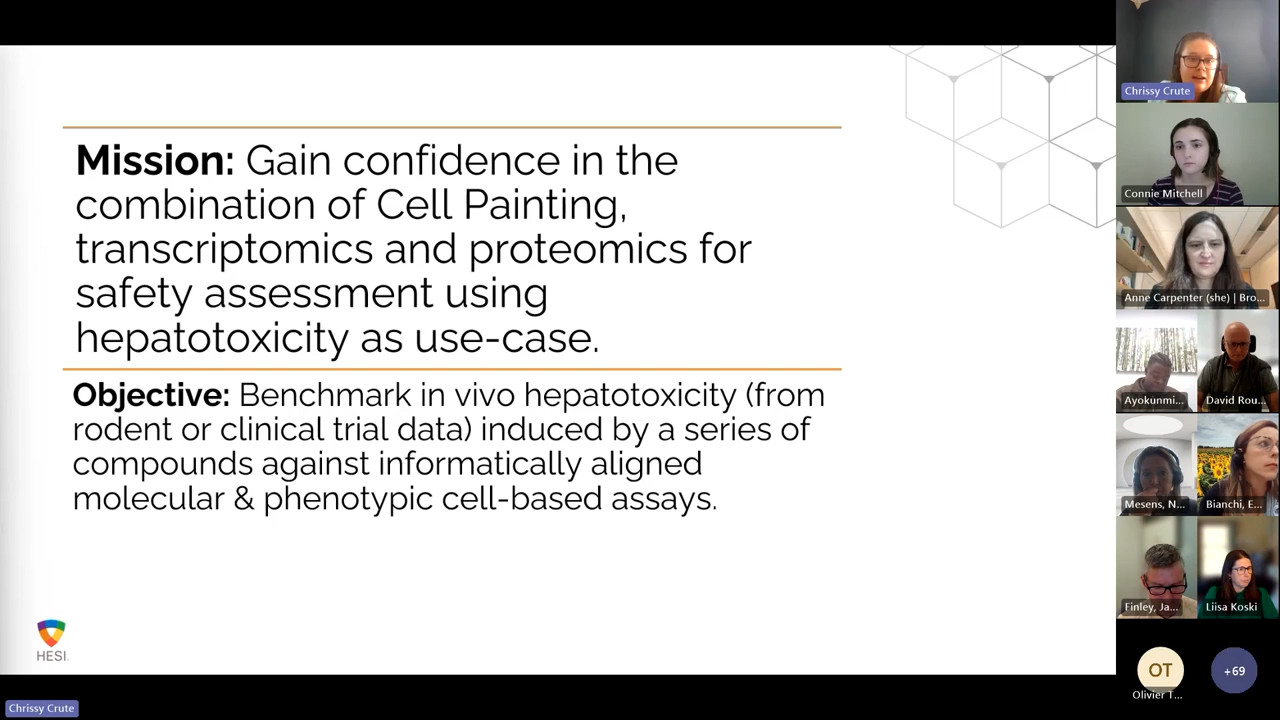 Mission: Gain confidence in the
combination of Cell Painting,
transcriptomics and proteomics for
safety assessment using
hepatotoxicity as use-case.
Objective: Benchmark in vivo hepatotoxicity (from
rodent or clinical trial data) induced by a series of
compounds against informatically aligned
molecular & phenotypic cell-based assays.
HESI
Chrissy Crute
Chrissy Crute
Connie Mitchell
Anne Carpenter (she) | Bro...
Ayokunmi...
David Rou...
Mesens, N...
Bianchi, E...
Finley, Ja...
Liisa Koski
OT
Olivier T...
+69